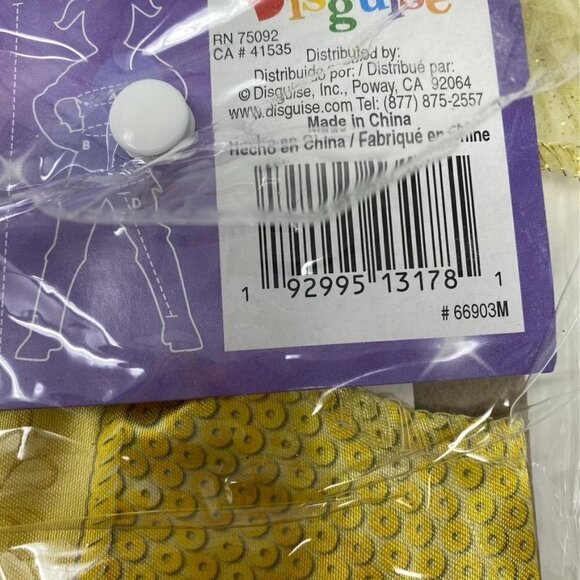 Disguise
RN 75092
CA # 41535
Distributed by:
Distribuido por: / Distribué par:
© Disguise, Inc., Poway, CA 92064
www.disguise.com Tel: (877) 875-2557
Made in China
Hecho en China / Fabriqué en Chine
B
D
1 92995 13178 1
# 66903M